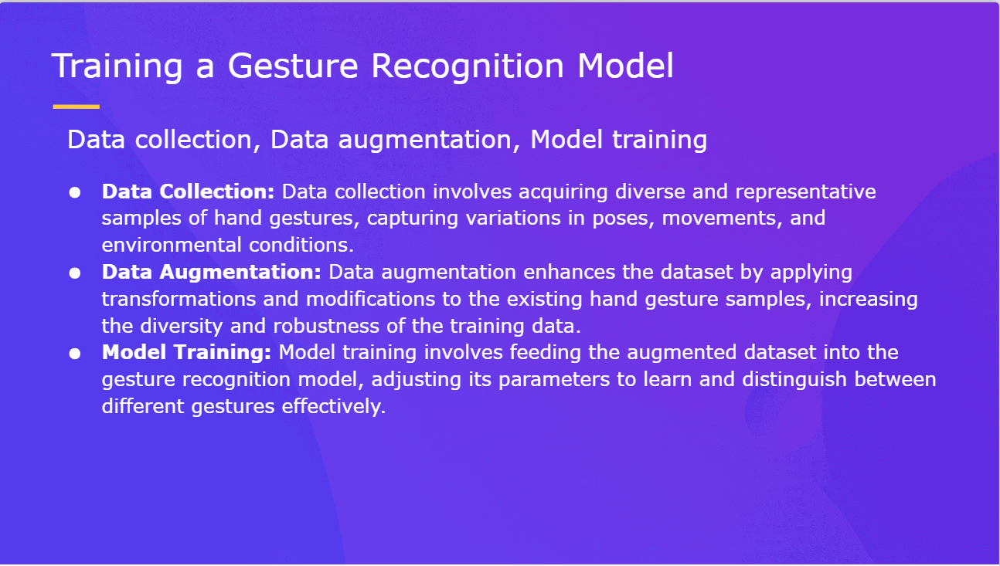 Training a Gesture Recognition Model
Data collection, Data augmentation, Model training
● Data Collection: Data collection involves acquiring diverse and representative
samples of hand gestures, capturing variations in poses, movements, and
environmental conditions.
● Data Augmentation: Data augmentation enhances the dataset by applying
transformations and modifications to the existing hand gesture samples, increasing
the diversity and robustness of the training data.
● Model Training: Model training involves feeding the augmented dataset into the
gesture recognition model, adjusting its parameters to learn and distinguish between
different gestures effectively.